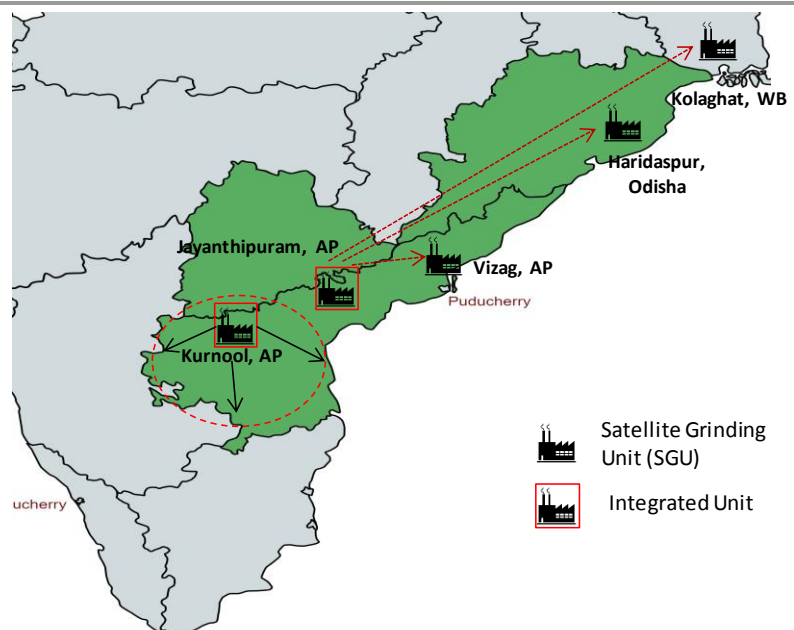 Kolaghat, WB
Haridaspur,
Odisha
Jayanthipuram, AP
Vizag, AP
Puducherry
Kurnool, AP
Satellite Grinding
Unit (SGU)
Integrated Unit
ucherry